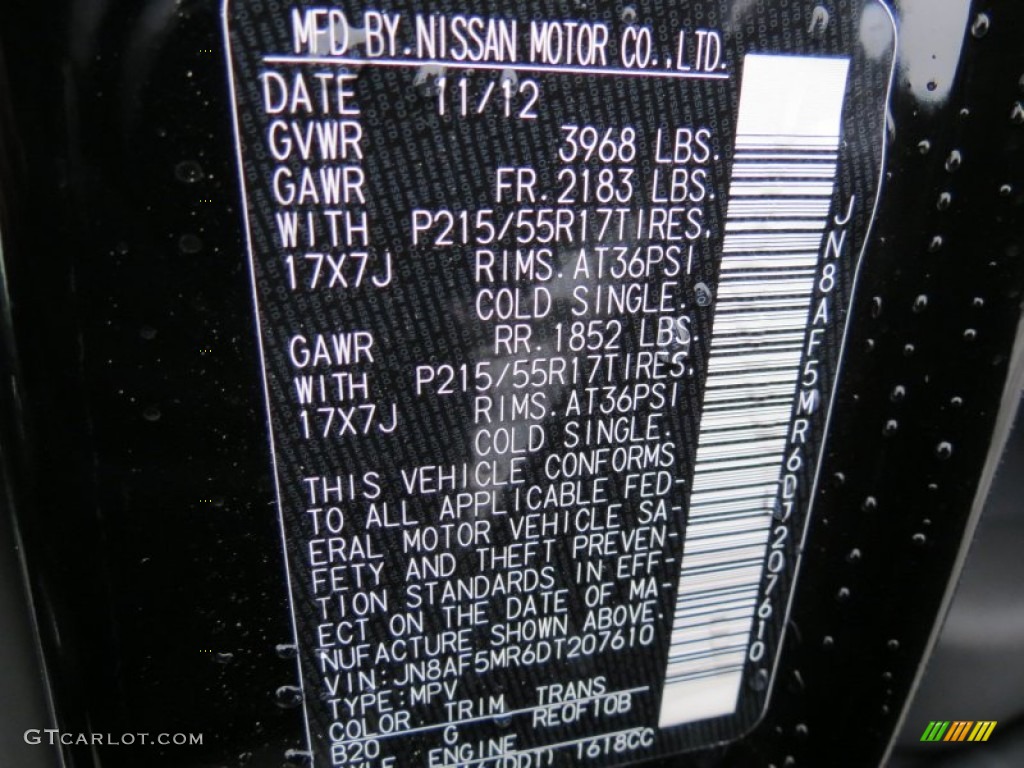 MFD BY.NISSAN MOTOR CO.,LTD.
DATE 11/12
GVWR 3968 LBS.
GAWR FR.2183 LBS.
WITH P215/55R17TIRES.
17X7J RIMS.AT36PSI
COLD SINGLE.
GAWR RR.1852 LBS.
WITH P215/55R17TIRES.
17X7J RIMS.AT36PSI
COLD SINGLE.
THIS VEHICLE CONFORMS
TO ALL APPLICABLE FED-
ERAL MOTOR VEHICLE SA-
FETY AND THEFT PREVEN-
TION STANDARDS IN EFF-
ECT ON THE DATE OF MA-
NUFACTURE SHOWN ABOVE.
VIN:JN8AF5MR6DT207610
TYPE:MPV
COLOR TRIM TRANS
B20 G REOF10B
ENGINE 1618CC
JN8AF5MR6DT207610
GTCARLOT.COM